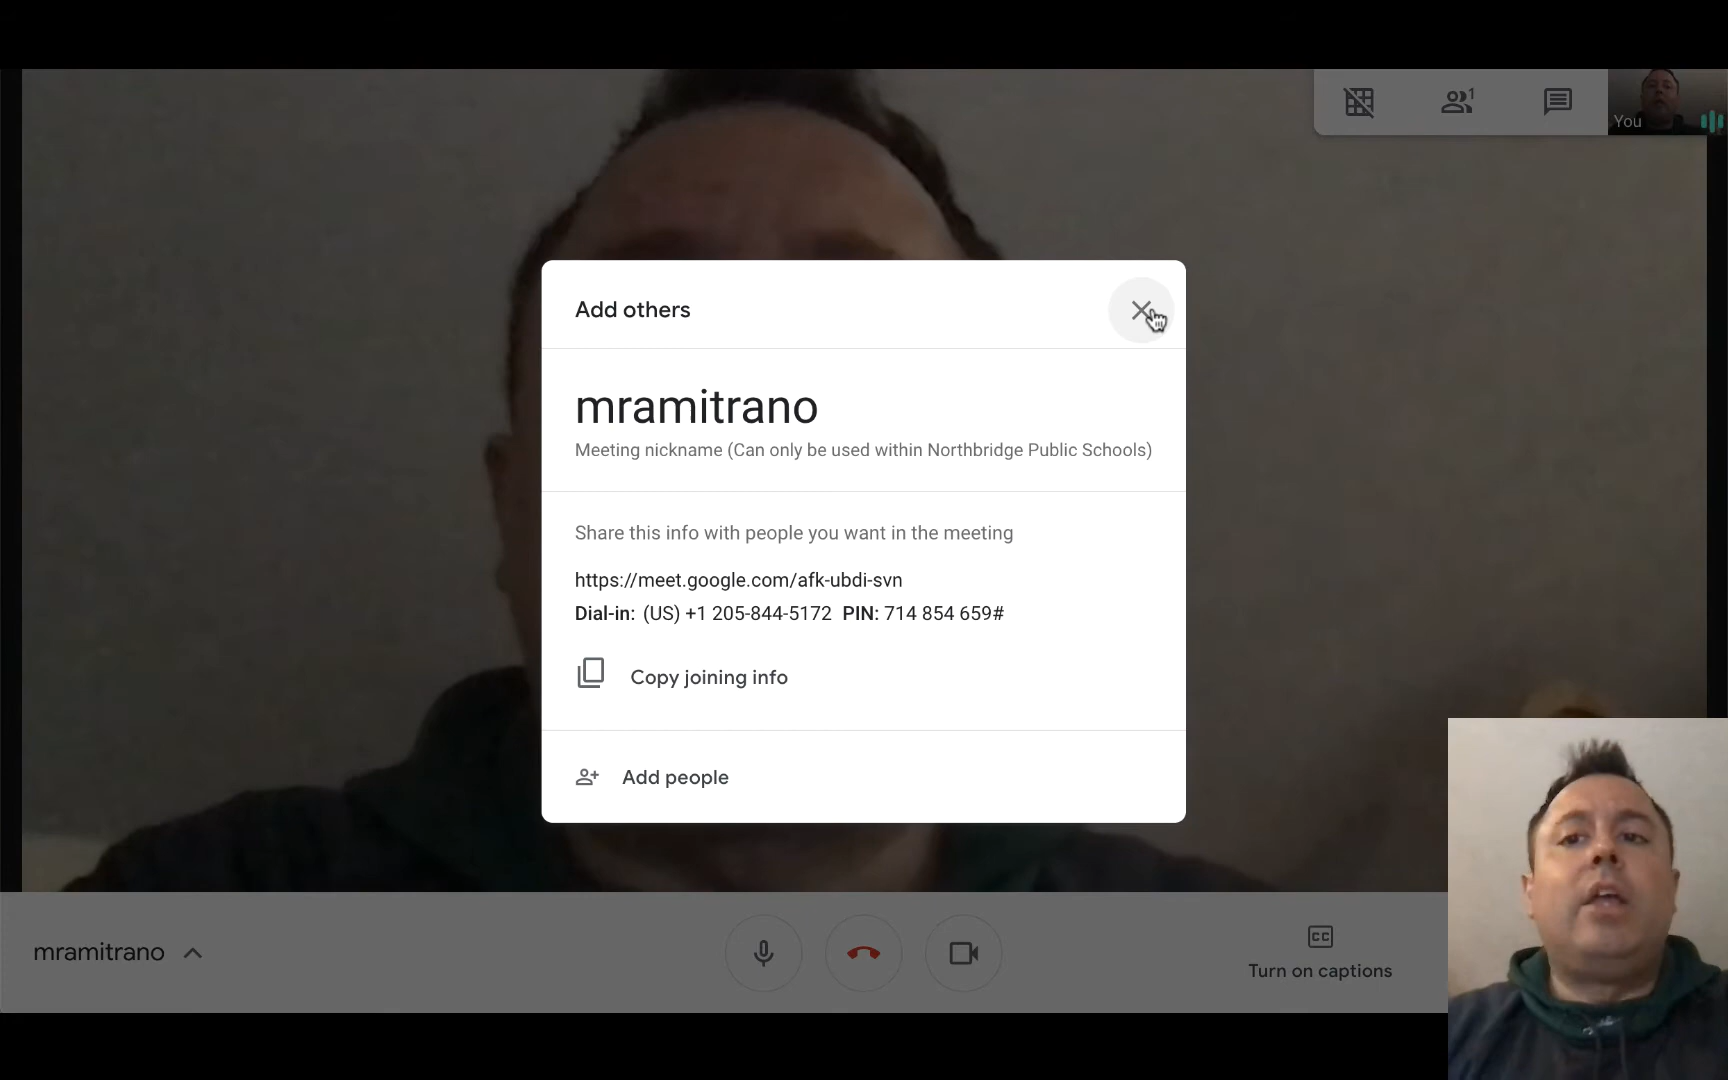 1
You
Add others
mramitrano
Meeting nickname (Can only be used within Northbridge Public Schools)
Share this info with people you want in the meeting
https://meet.google.com/afk-ubdi-svn
Dial-in: (US) +1 205-844-5172 PIN: 714 854 659#
Copy joining info
Add people
mramitrano
CC
Turn on captions